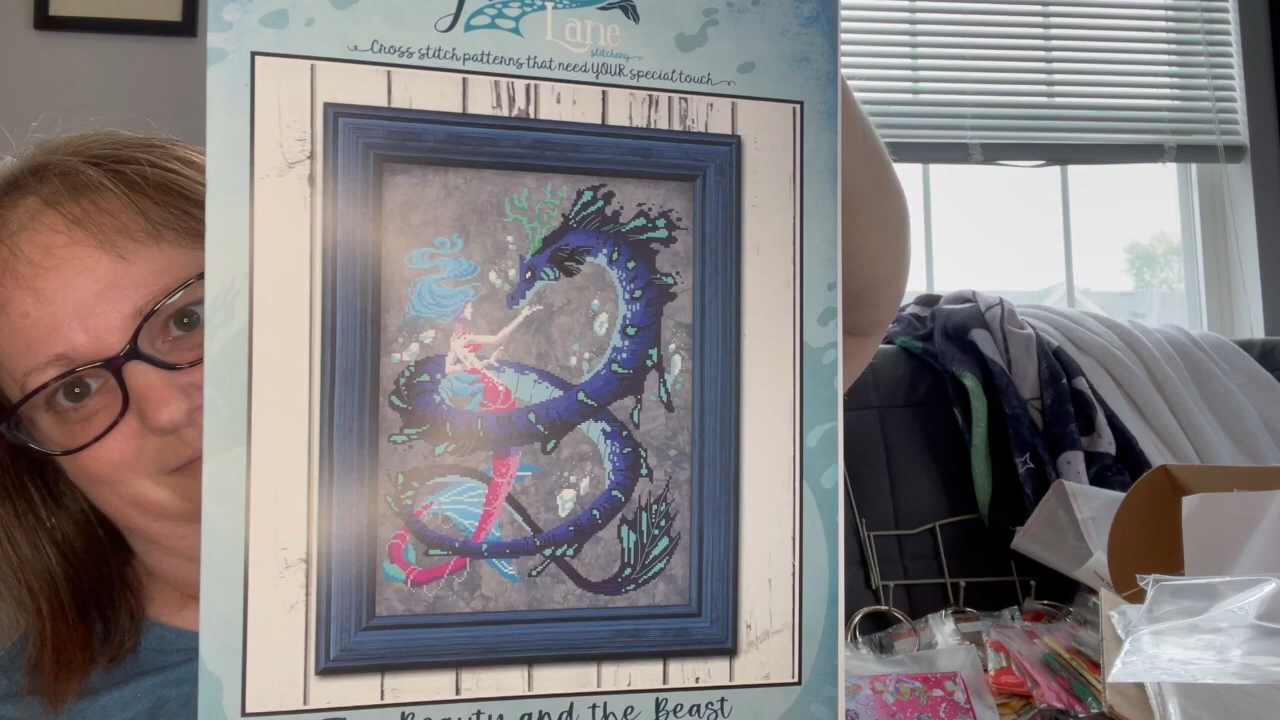 Lane
stitchery
Cross stitch patterns that need YOUR special touch
Beauty and the Beast